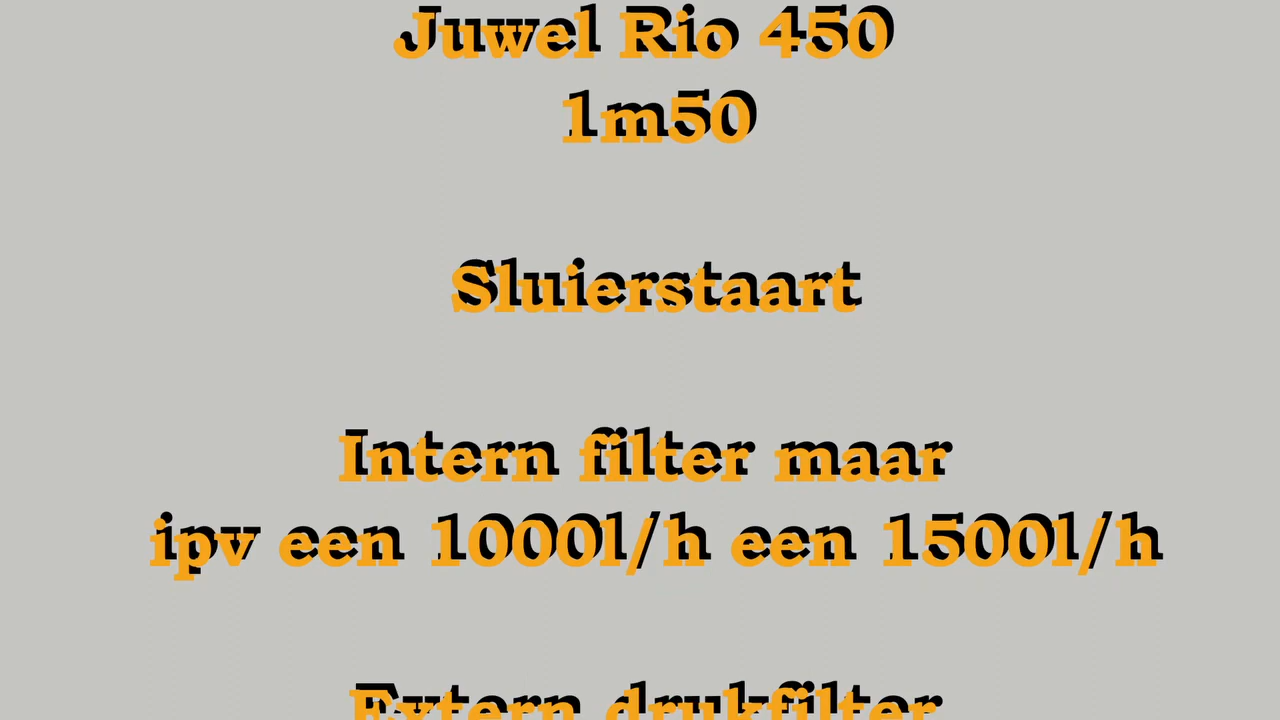 Juwel Rio 450
1m50
Sluierstaart
Intern filter maar
ipv een 1000l/h een 1500l/h
Extern drukfilter